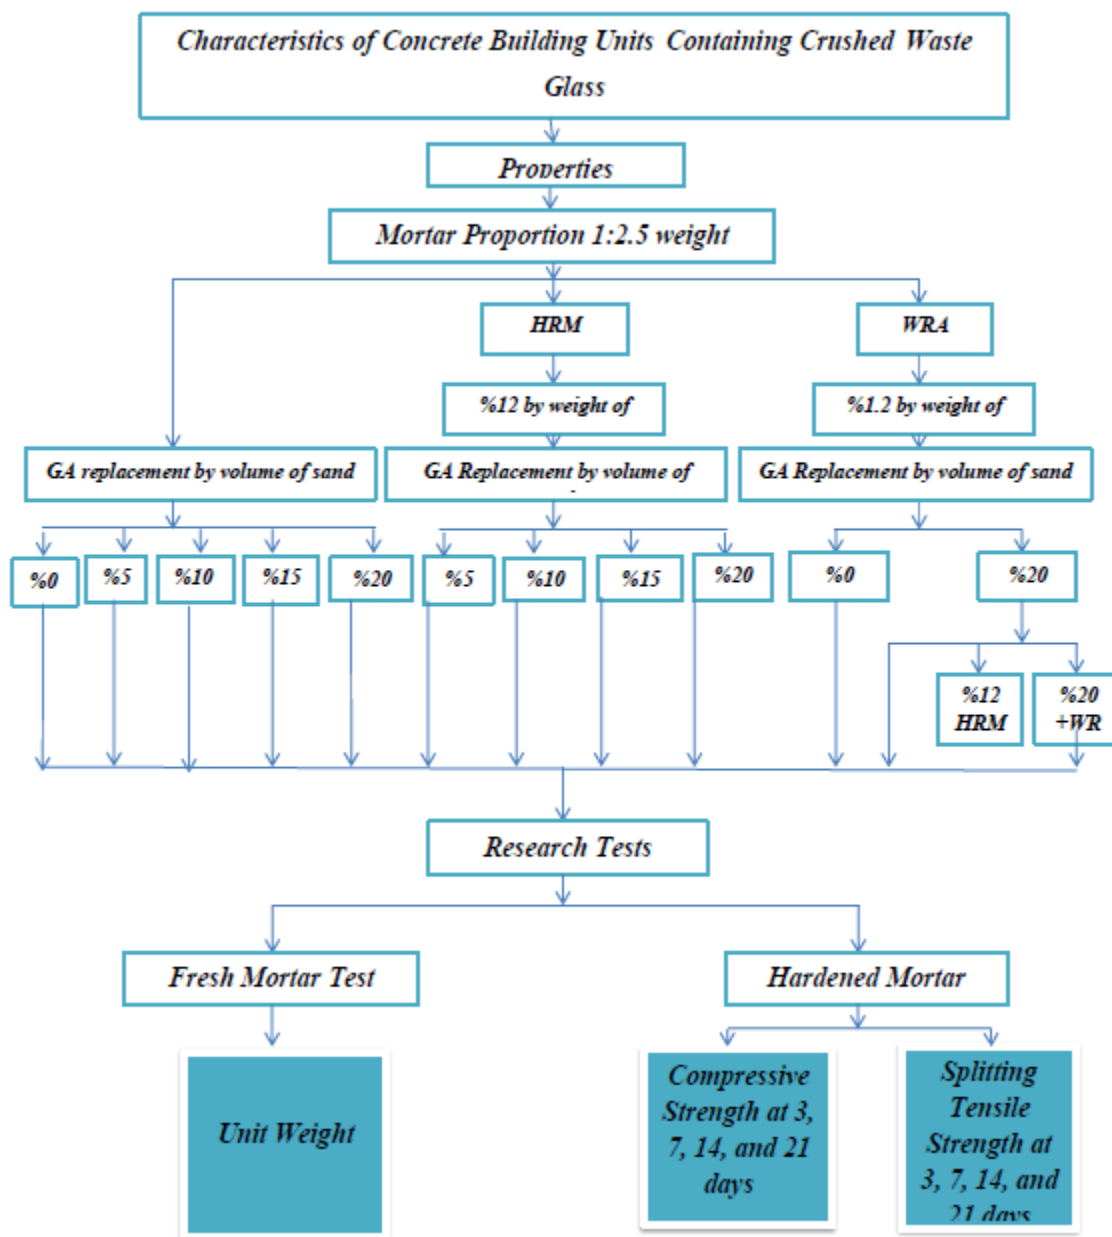 Characteristics of Concrete Building Units Containing Crushed Waste
Glass
Properties
Mortar Proportion 1:2.5 weight
HRM
WRA
%12 by weight of
%1.2 by weight of
GA replacement by volume of sand
GA Replacement by volume of
GA Replacement by volume of sand
%0
%5
%10
%15
%20
%5
%10
%15
%20
%0
%20
%12
HRM
%20
+WR
Research Tests
Fresh Mortar Test
Hardened Mortar
Unit Weight
Compressive
Strength at 3,
7, 14, and 21
days
Splitting
Tensile
Strength at
3, 7, 14, and
21 days